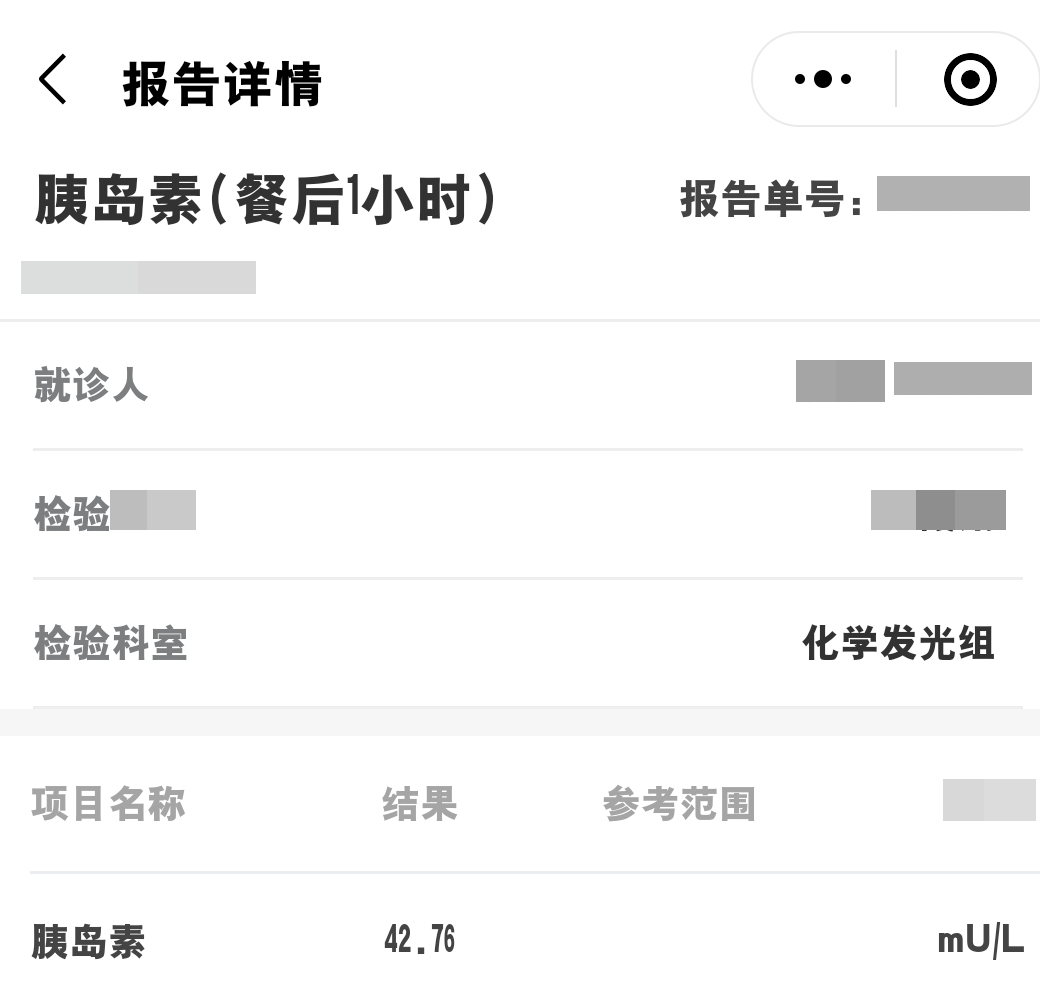 报告详情
胰岛素(餐后1小时) 报告单号:
就诊人
检验
检验科室 化学发光组
项目名称 结果 参考范围
胰岛素 42.76 mU/L